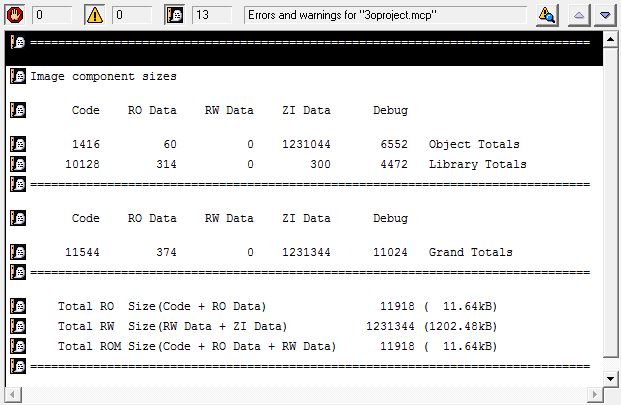 0 0 13 Errors and warnings for "3oproject.mcp"
================================================================================
Image component sizes
Code RO Data RW Data ZI Data Debug
1416 60 0 1231044 6552 Object Totals
10128 314 0 300 4472 Library Totals
================================================================================
Code RO Data RW Data ZI Data Debug
11544 374 0 1231344 11024 Grand Totals
================================================================================
Total RO Size(Code + RO Data) 11918 ( 11.64kB)
Total RW Size(RW Data + ZI Data) 1231344 (1202.48kB)
Total ROM Size(Code + RO Data + RW Data) 11918 ( 11.64kB)
================================================================================